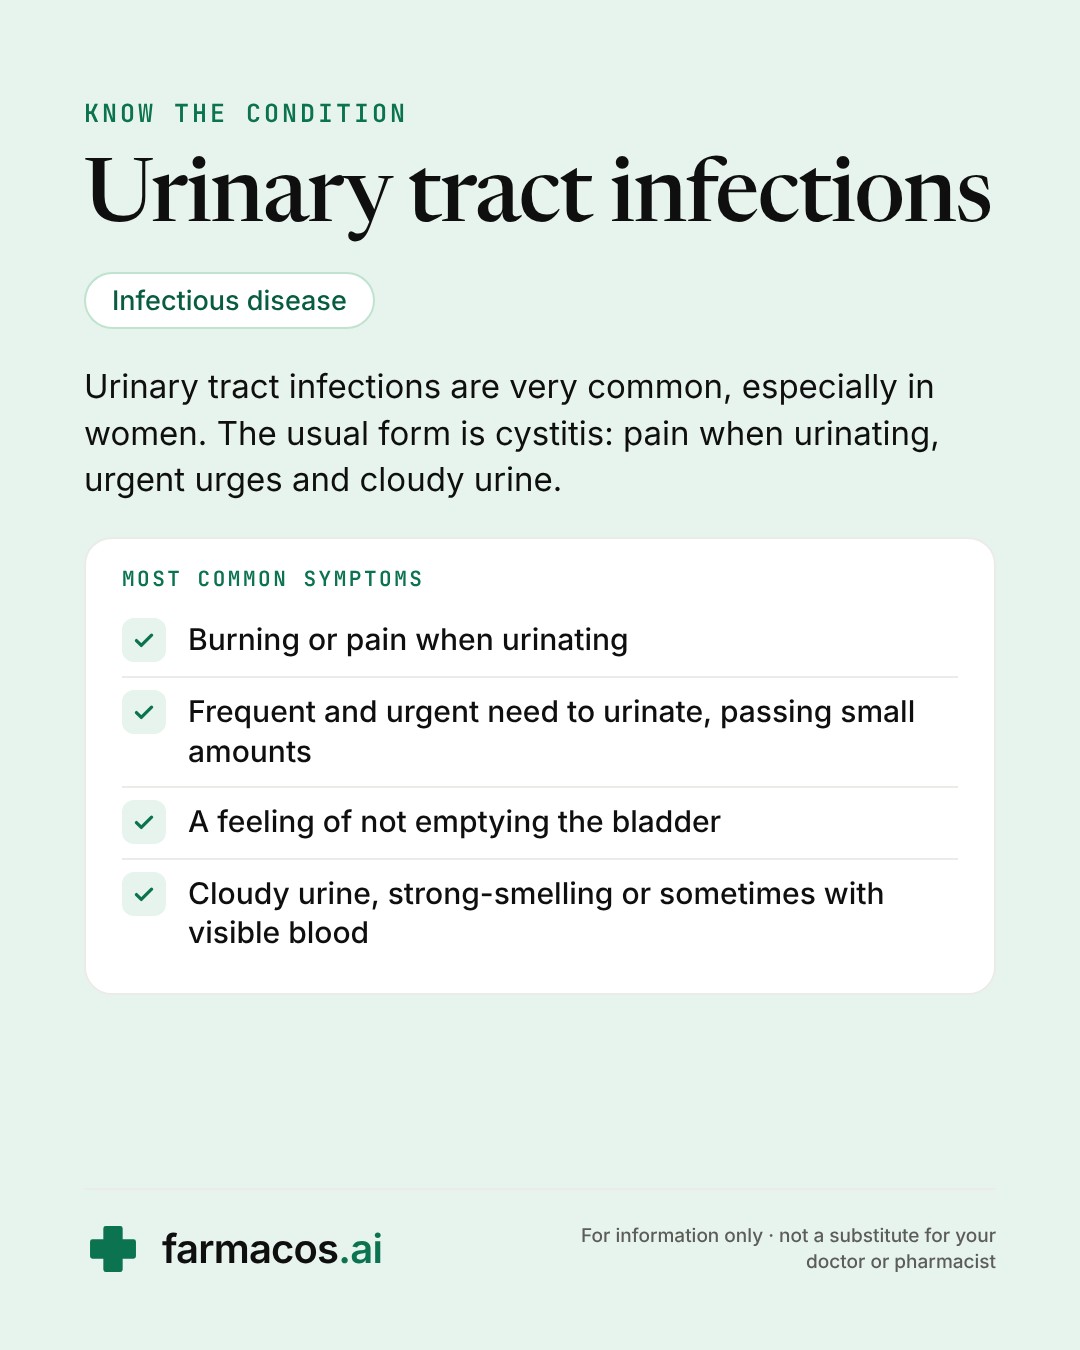 KNOW THE CONDITION
Urinary tract infections
Infectious disease
Urinary tract infections are very common, especially in
women. The usual form is cystitis: pain when urinating,
urgent urges and cloudy urine.
MOST COMMON SYMPTOMS
Burning or pain when urinating
Frequent and urgent need to urinate, passing small
amounts
A feeling of not emptying the bladder
Cloudy urine, strong-smelling or sometimes with
visible blood
farmacos.ai
For information only · not a substitute for your
doctor or pharmacist